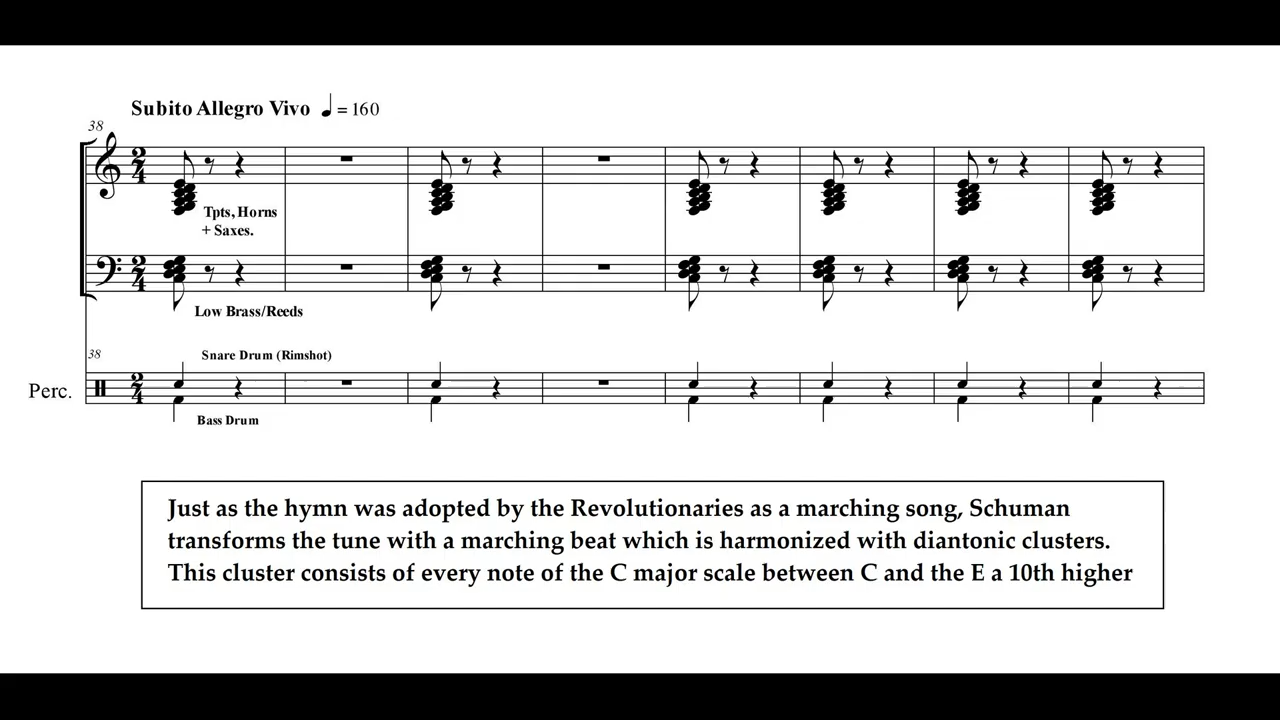 Subito Allegro Vivo ♩ = 160
38
Tpts, Horns
+ Saxes.
Low Brass/Reeds
38
Snare Drum (Rimshot)
Perc.
Bass Drum
Just as the hymn was adopted by the Revolutionaries as a marching song, Schuman
transforms the tune with a marching beat which is harmonized with diantonic clusters.
This cluster consists of every note of the C major scale between C and the E a 10th higher